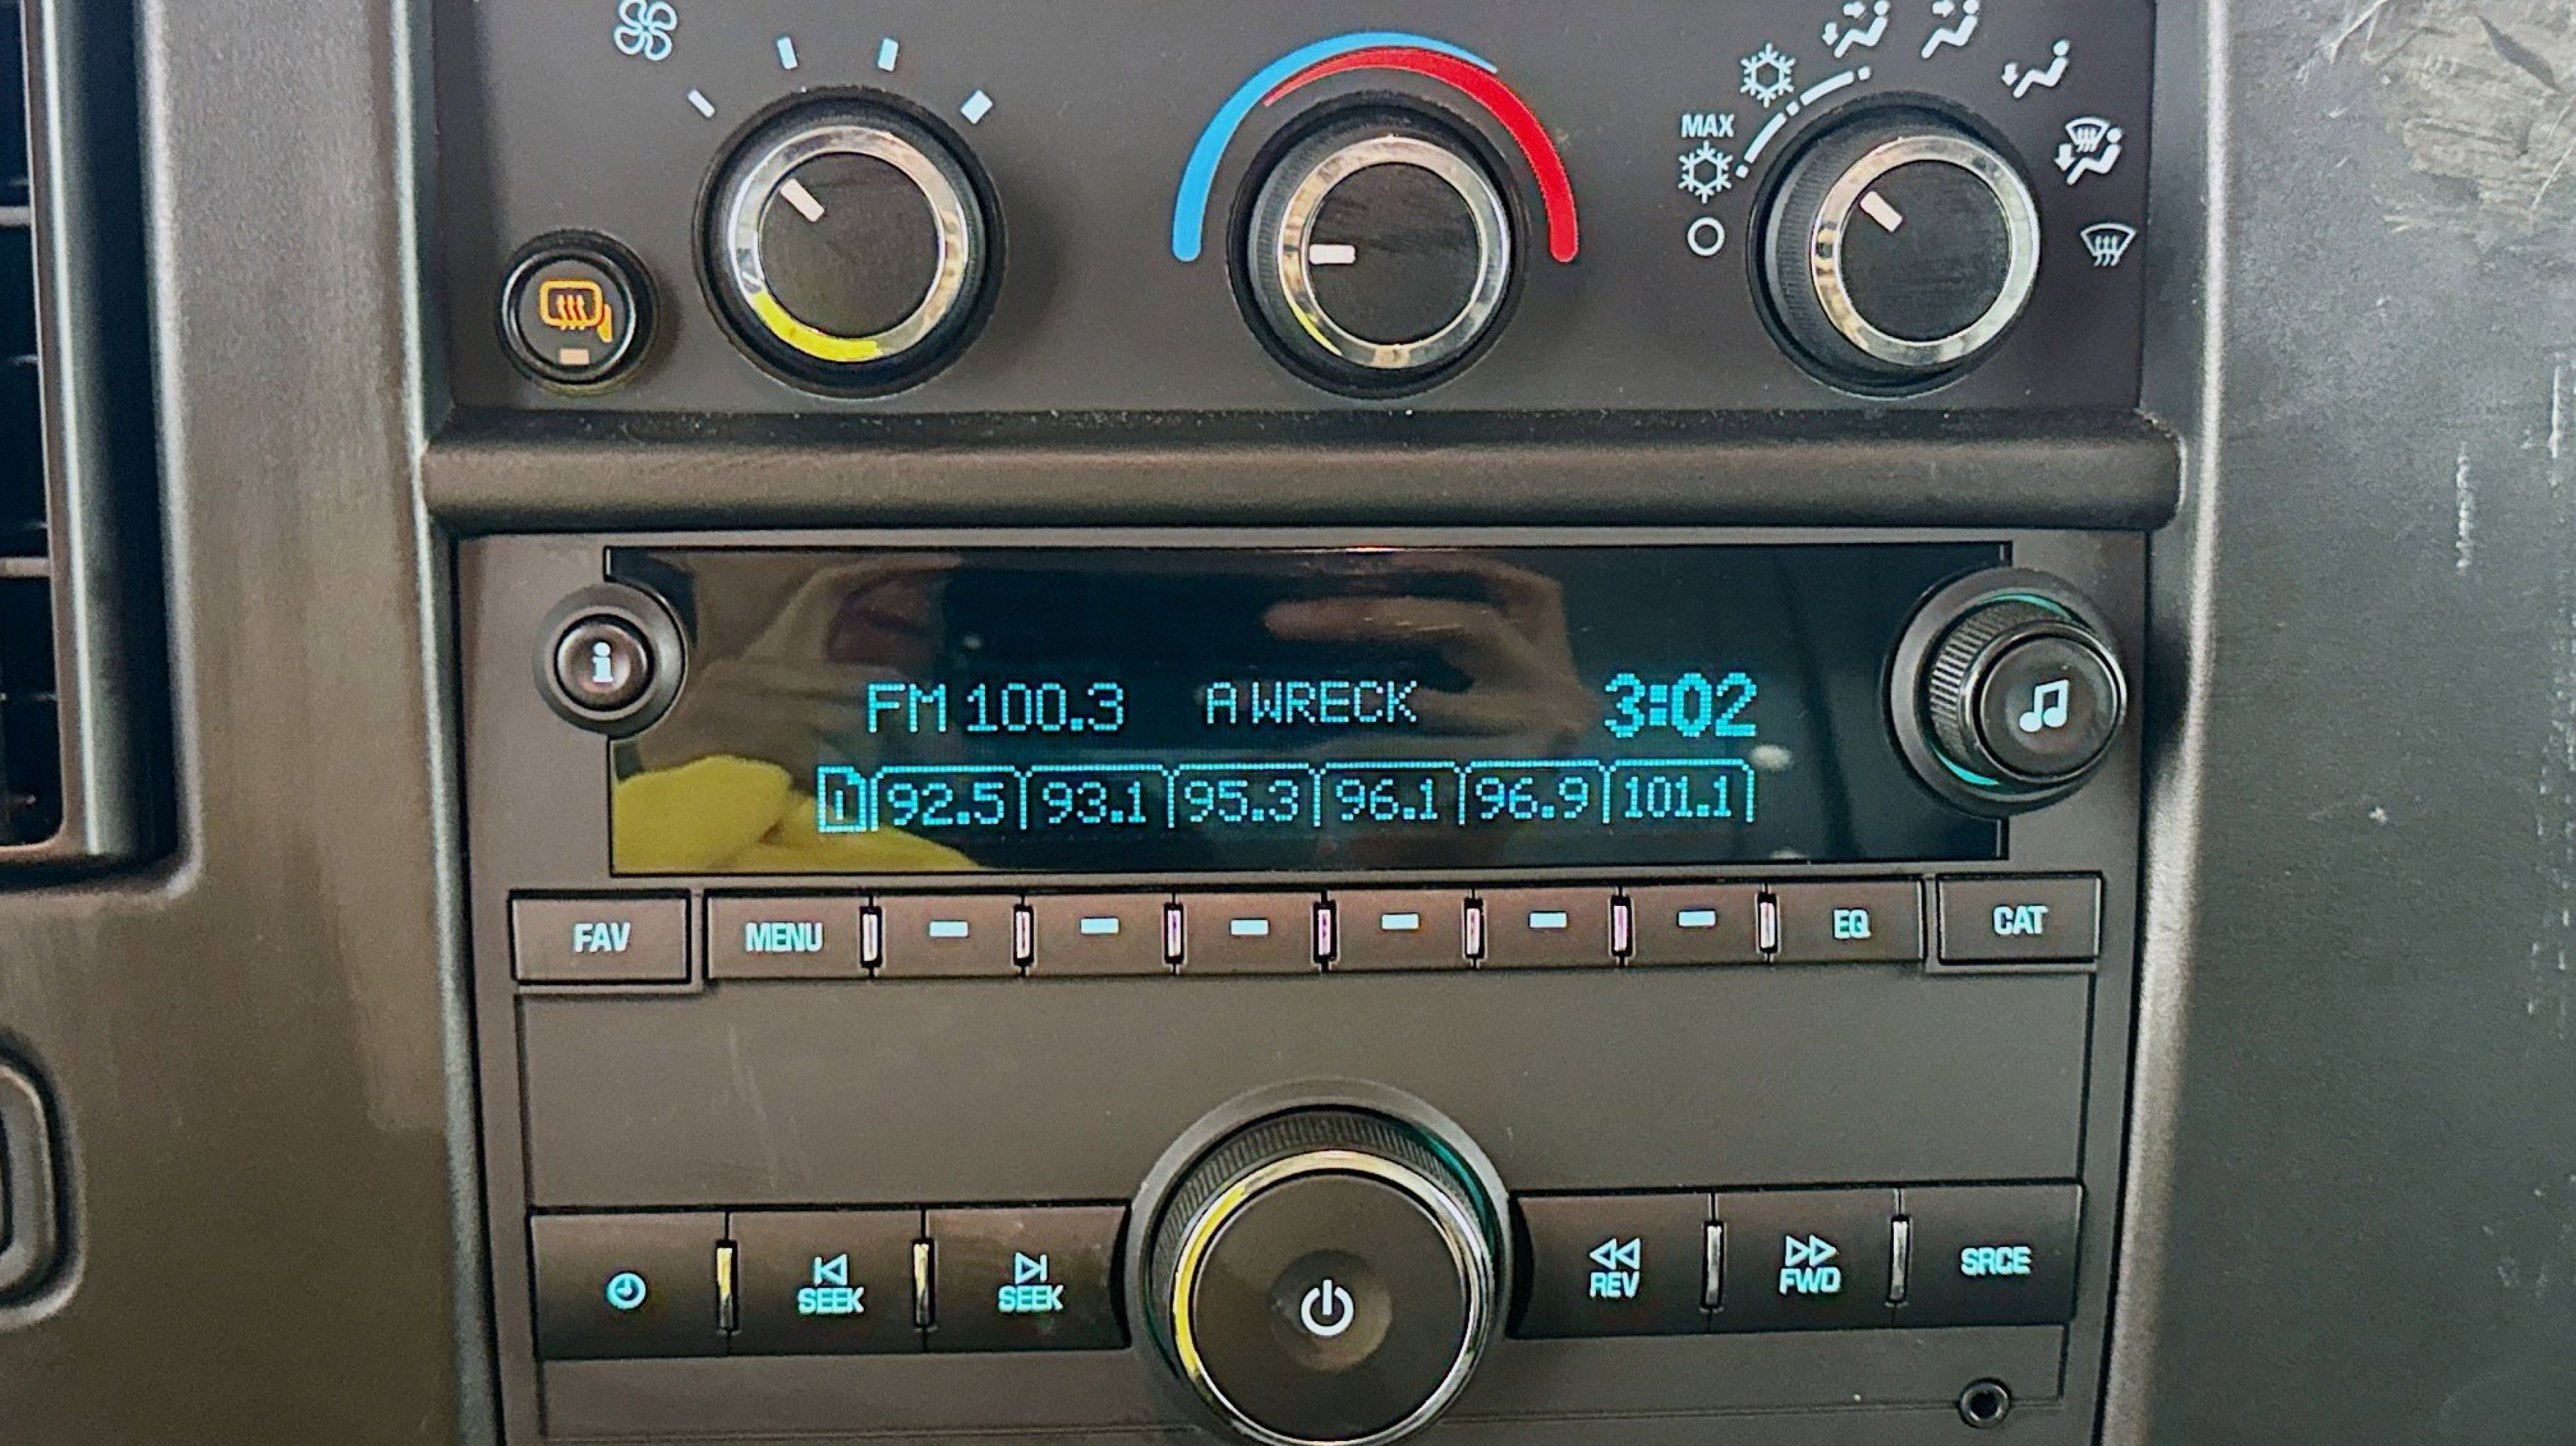 MAX
i
FM 100.3 A WRECK 3:02
1 92.5 93.1 95.3 96.1 96.9 101.1
FAV MENU EQ CAT
SEEK SEEK REV FWD SRCE